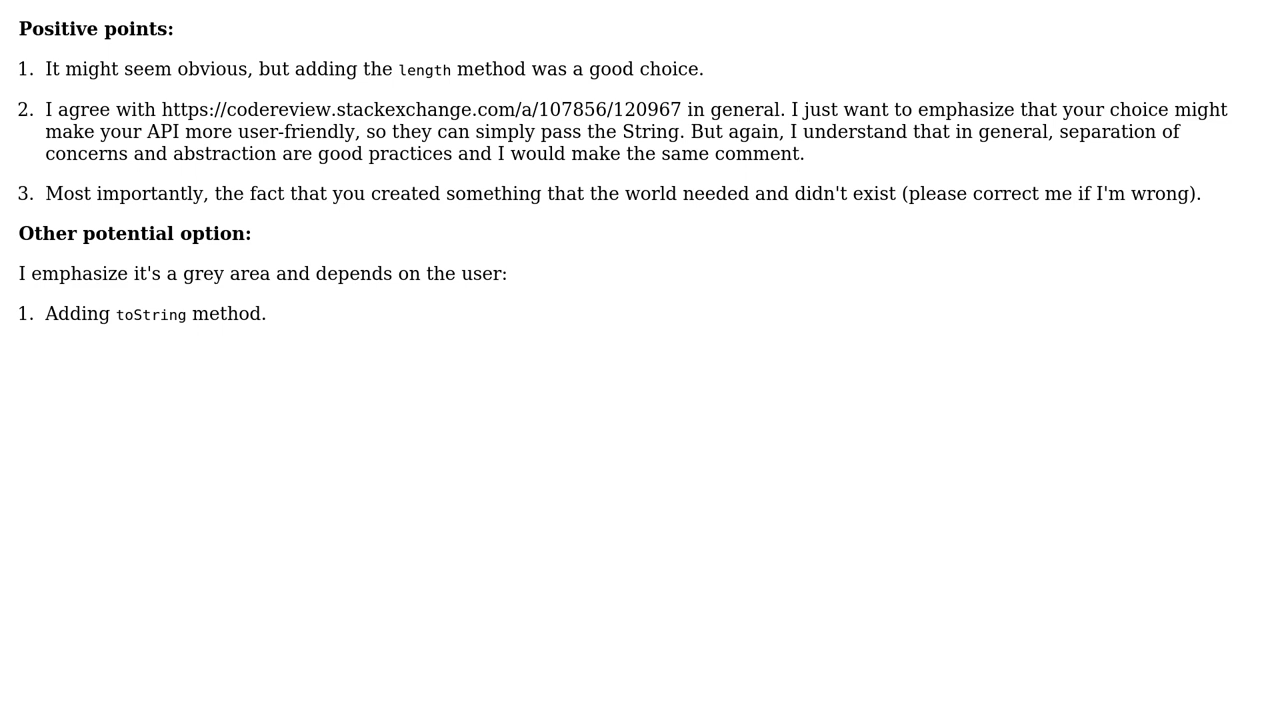 Positive points:
1. It might seem obvious, but adding the length method was a good choice.
2. I agree with https://codereview.stackexchange.com/a/107856/120967 in general. I just want to emphasize that your choice might
make your API more user-friendly, so they can simply pass the String. But again, I understand that in general, separation of
concerns and abstraction are good practices and I would make the same comment.
3. Most importantly, the fact that you created something that the world needed and didn't exist (please correct me if I'm wrong).
Other potential option:
I emphasize it's a grey area and depends on the user:
1. Adding toString method.